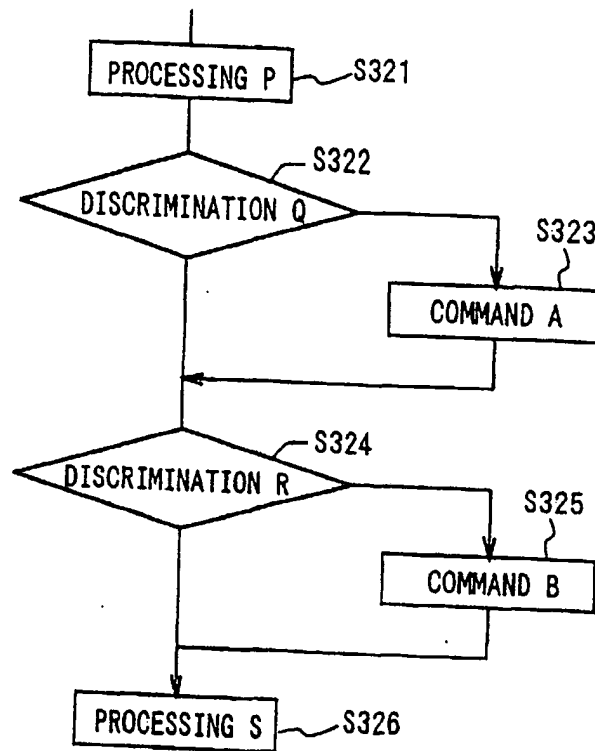 PROCESSING P
S321
S322
DISCRIMINATION Q
S323
COMMAND A
S324
DISCRIMINATION R
S325
COMMAND B
PROCESSING S
S326